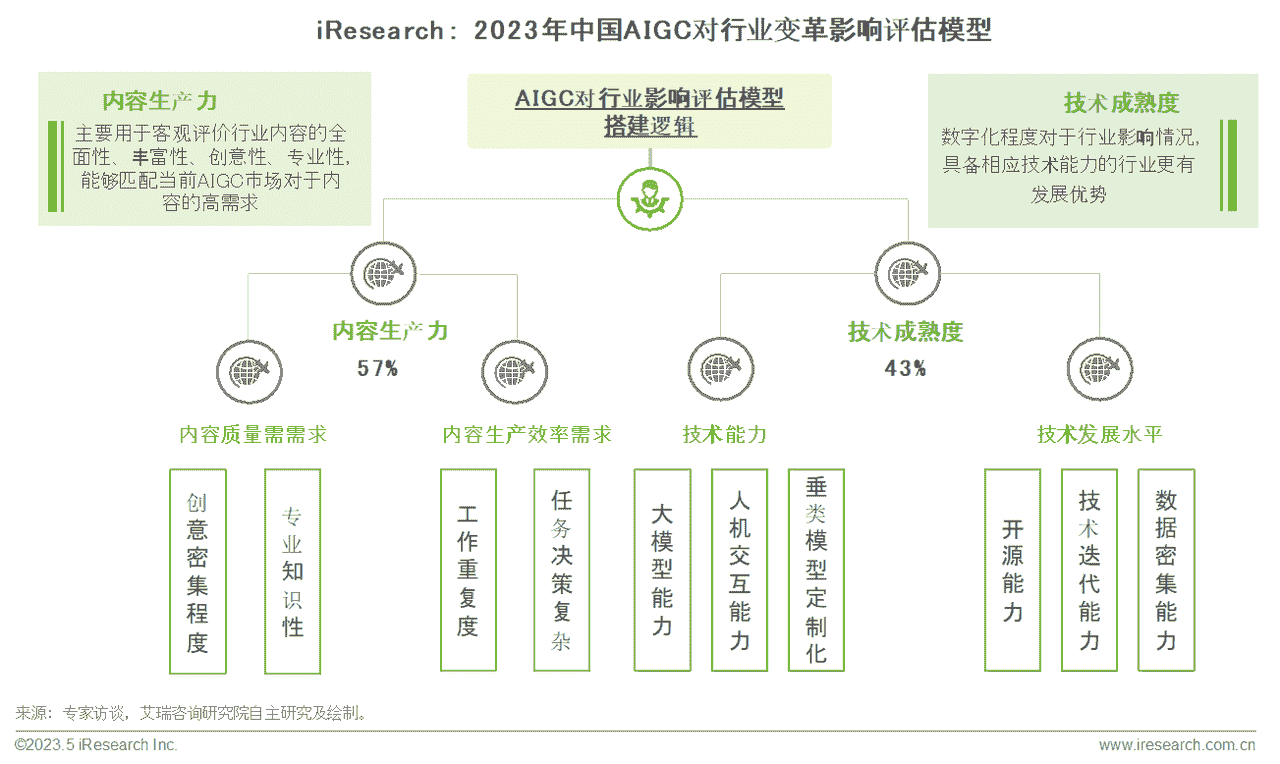 iResearch：2023年中国AIGC对行业变革影响评估模型
内容生产力
主要用于客观评价行业内容的全
面性、丰富性、创意性、专业性,
能够匹配当前AIGC市场对于内
容的高需求
AIGC对行业影响评估模型
搭建逻辑
技术成熟度
数字化程度对于行业影响情况,
具备相应技术能力的行业更有
发展优势
内容生产力
57%
技术成熟度
43%
内容质量需需求
内容生产效率需求
技术能力
技术发展水平
创意密集程度
专业知识性
工作重复度
任务决策复杂
大模型能力
人机交互能力
垂类模型定制化
开源能力
技术迭代能力
数据密集能力
来源：专家访谈，艾瑞咨询研究院自主研究及绘制。
©2023.5 iResearch Inc.
www.iresearch.com.cn